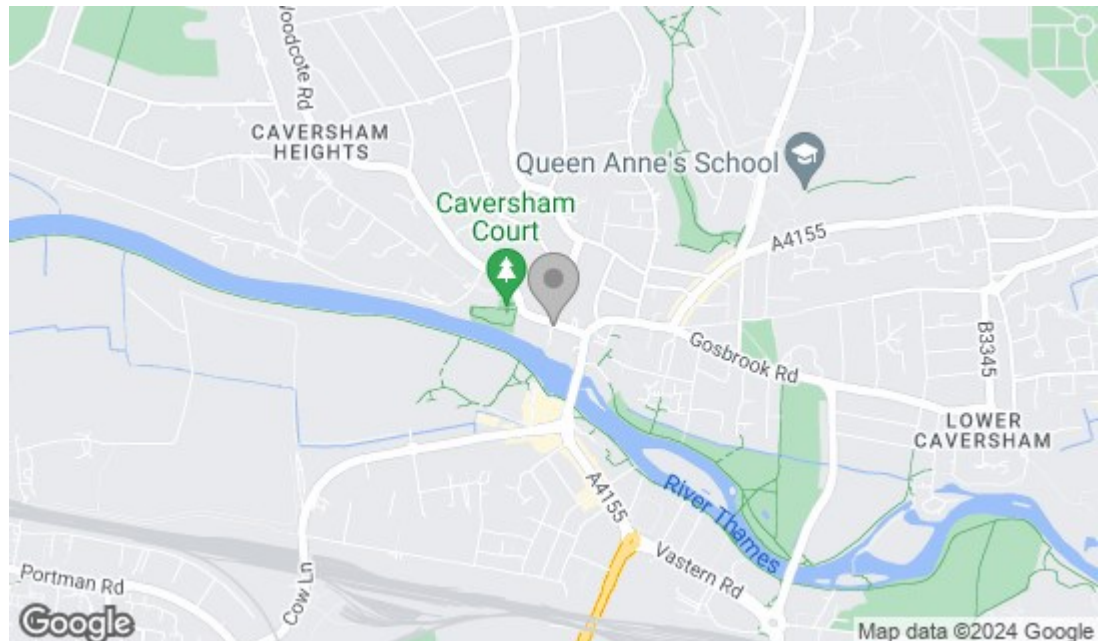 Woodcote Rd
CAVERSHAM
HEIGHTS
Queen Anne's School
Caversham
Court
A4155
Gosbrook Rd
B3345
LOWER
CAVERSHAM
River Thames
A4155
Vastern Rd
Portman Rd
Cow Ln
Google
Map data ©2024 Google